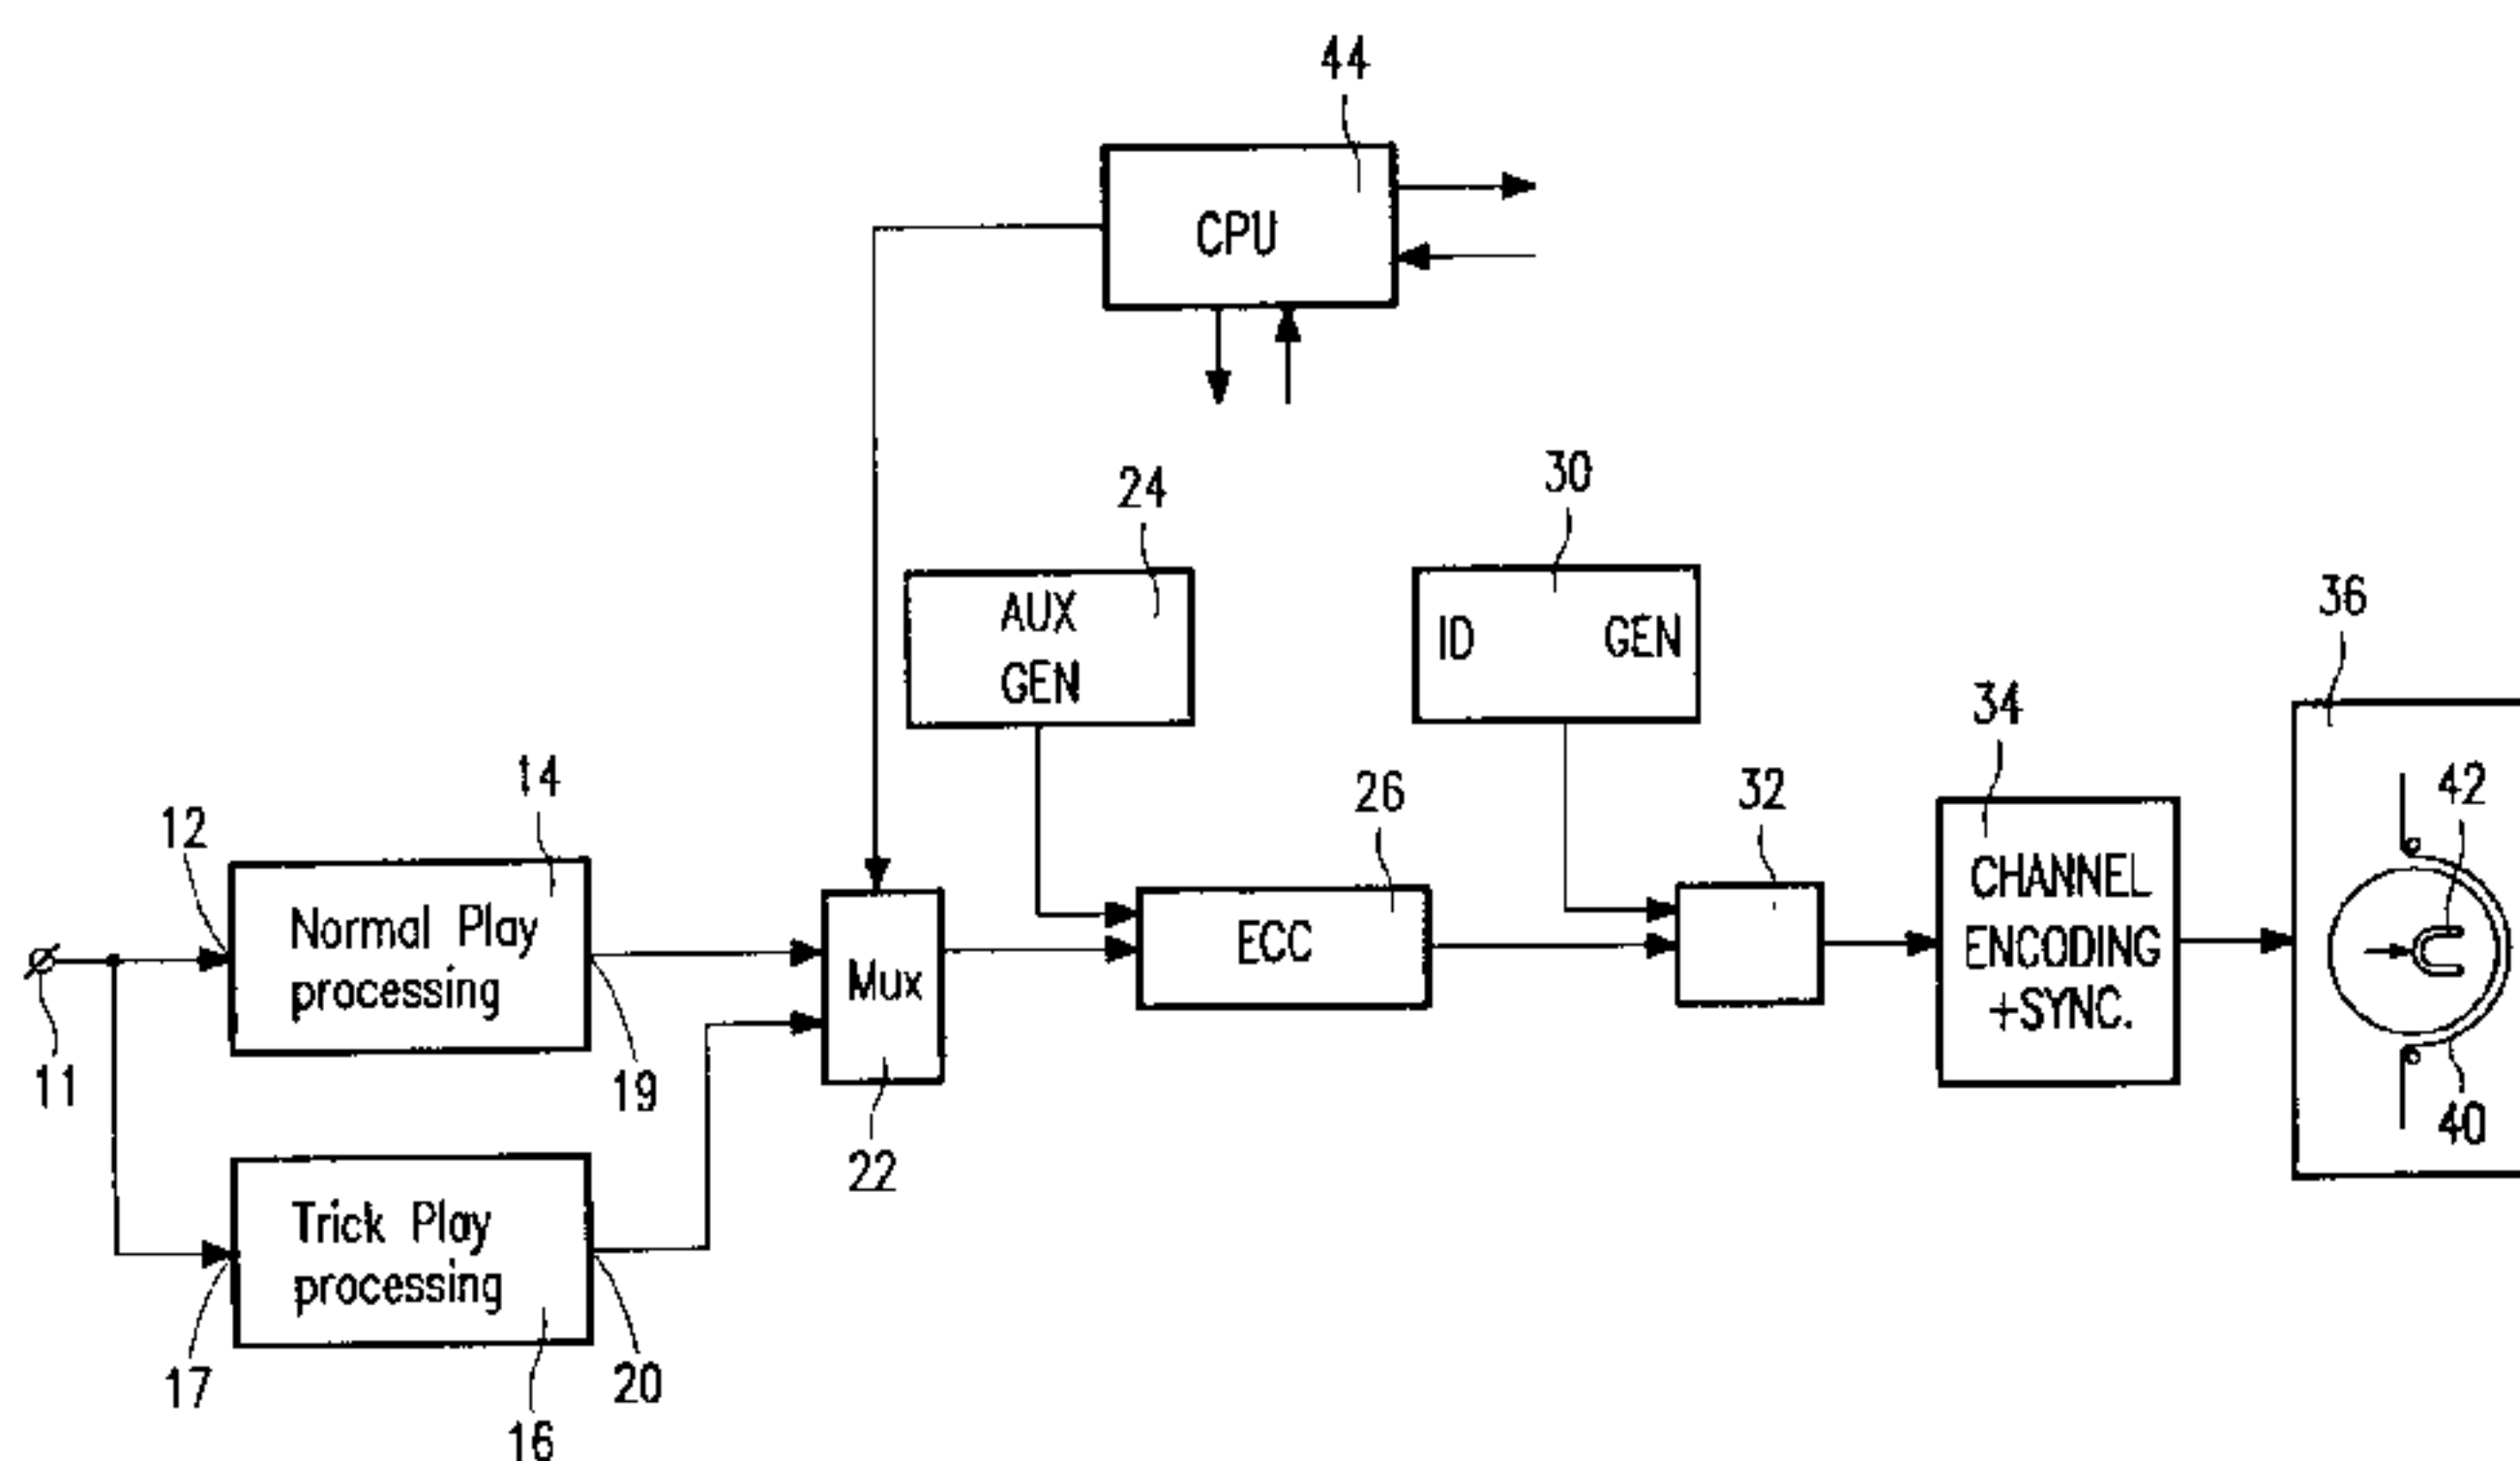 44
CPU
24
30
AUX
GEN
ID GEN
36
34
14
12
26
32
42
CHANNEL
ENCODING
+SYNC.
Normal Play
processing
ECC
Mux
11
19
40
22
Trick Play
processing
17
20
16